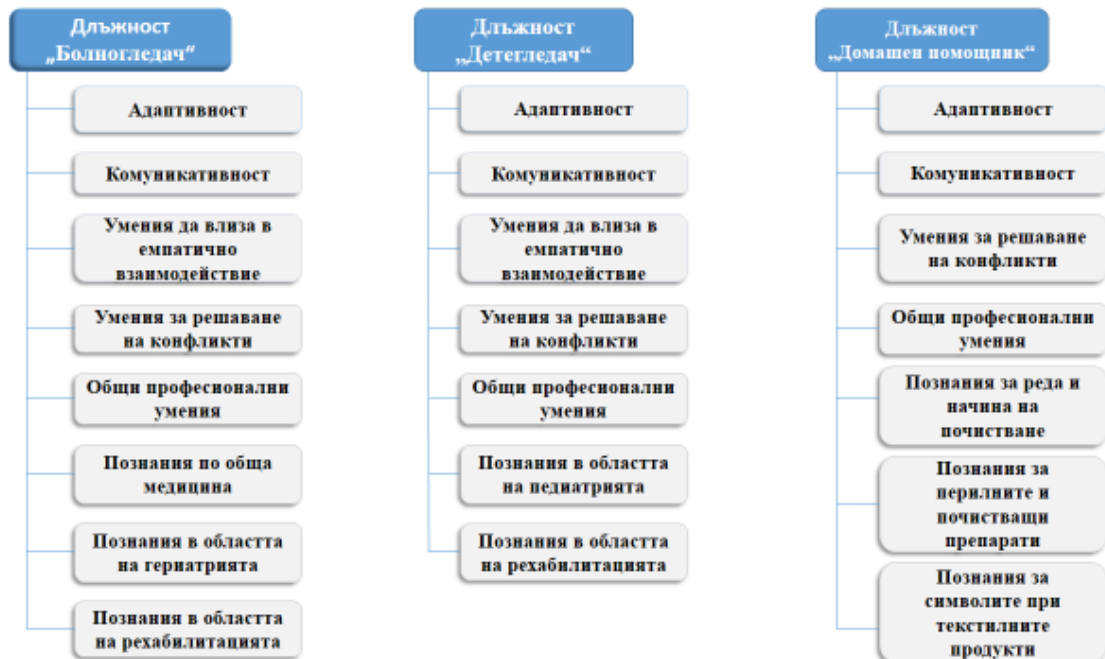 Длъжност
„Болногледач“
Адаптивност
Комуникативност
Умения да влиза в
емпатично
взаимодействие
Умения за решаване
на конфликти
Общи професионални
умения
Познания по обща
медицина
Познания в областта
на гериатрията
Познания в областта
на рехабилитацията
Длъжност
„Детегледач“
Адаптивност
Комуникативност
Умения да влиза в
емпатично
взаимодействие
Умения за решаване
на конфликти
Общи професионални
умения
Познания в областта
на педиатрията
Познания в областта
на рехабилитацията
Длъжност
„Домашен помощник“
Адаптивност
Комуникативност
Умения за решаване
на конфликти
Общи професионални
умения
Познания за реда и
начина на
почистване
Познания за
перилните и
почистващи
препарати
Познания за
символите при
текстилните
продукти